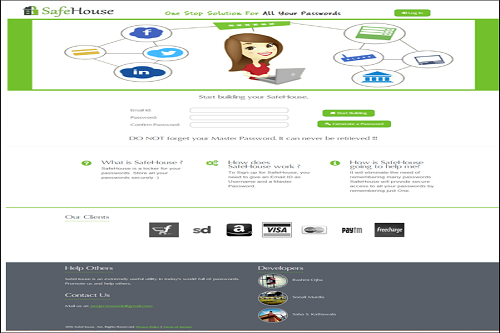 SafeHouse
One Stop Solution For All Your Passwords
Log In
Start building your SafeHouse.
Email Id:
Password:
Confirm Password:
Start Building
Generate a Password
DO NOT forget your Master Password. It can never be retrieved !!!
What is SafeHouse ?
SafeHouse is a locker for your passwords. Store all your passwords securely :)
How does SafeHouse work ?
To Sign up for SafeHouse, you need to give an Email ID as Username and a Master Password
How is SafeHouse going to help me?
It will eliminate the need of remembering many passwords. SafeHouse will provide secure access to all your passwords by remembering just One.
Our Clients
sd
a
VISA
PAYTM
freecharge
Help Others
SafeHouse is an extremely useful utility in today's world full of passwords. Promote us and help others.
Contact Us
Mail us at:
Developers